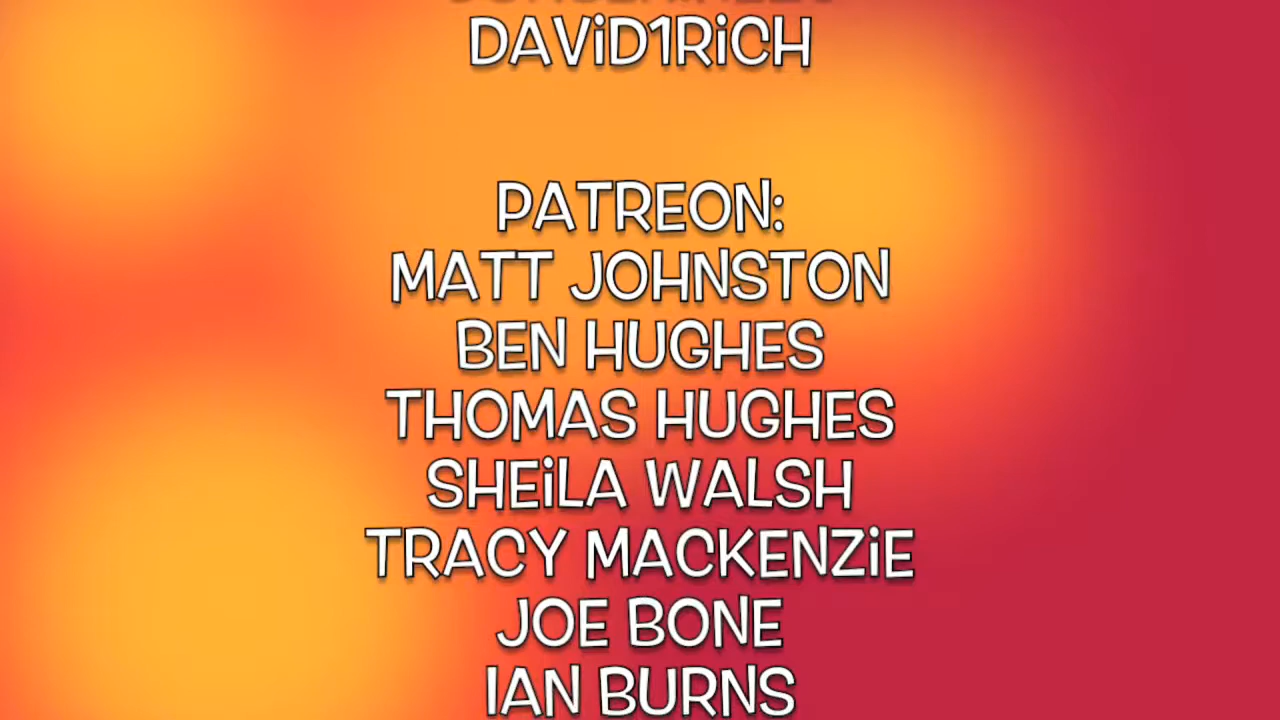 DAViD1RiCH
PATREON:
MATT JOHNSTON
BEN HUGHES
THOMAS HUGHES
SHEiLA WALSH
TRACY MACKENZiE
JOE BONE
IAN BURNS